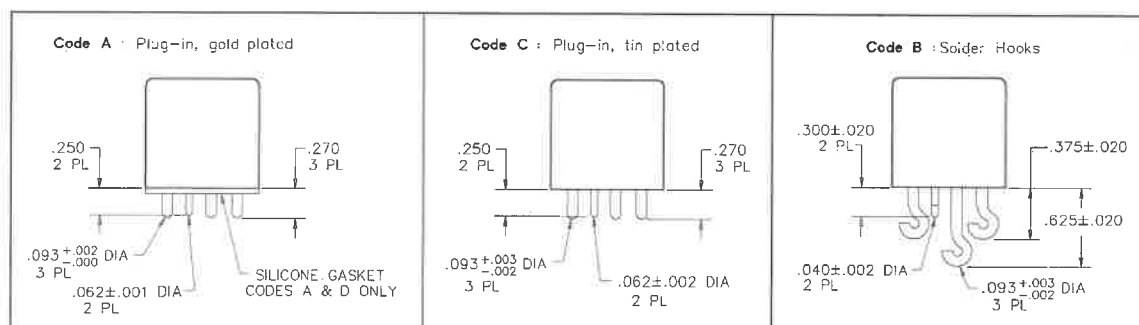 Code A : Plug-in, gold plated
.250
2 PL
.270
3 PL
.093 +.002 -.000 DIA
3 PL
.062±.001 DIA
2 PL
SILICONE GASKET
CODES A & D ONLY
Code C : Plug-in, tin plated
.250
2 PL
.270
3 PL
.093 +.003 -.002 DIA
3 PL
.062±.002 DIA
2 PL
Code B : Solder Hooks
.300±.020
2 PL
.375±.020
.625±.020
.040±.002 DIA
2 PL
.093 +.003 -.002 DIA
3 PL